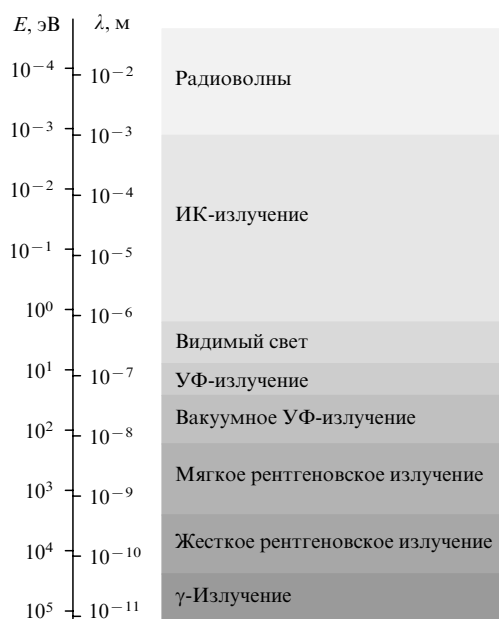 E, эВ λ, м
10⁻⁴ 10⁻² Радиоволны
10⁻³ 10⁻³
10⁻² 10⁻⁴ ИК-излучение
10⁻¹ 10⁻⁵
10⁰ 10⁻⁶
Видимый свет
10¹ 10⁻⁷ УФ-излучение
Вакуумное УФ-излучение
10² 10⁻⁸
Мягкое рентгеновское излучение
10³ 10⁻⁹
Жесткое рентгеновское излучение
10⁴ 10⁻¹⁰
γ-Излучение
10⁵ 10⁻¹¹